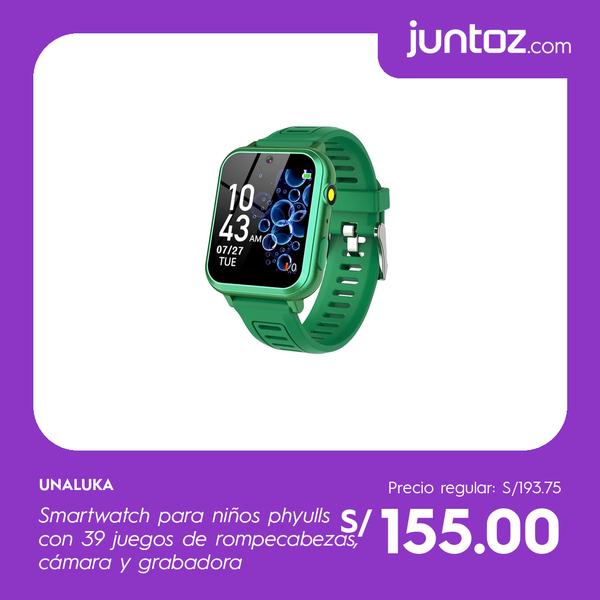 juntoz.com
10
43 AM
07/27
TUE
UNALUKA
Precio regular: S/193.75
Smartwatch para niños phyulls
con 39 juegos de rompecabezas,
cámara y grabadora
S/155.00